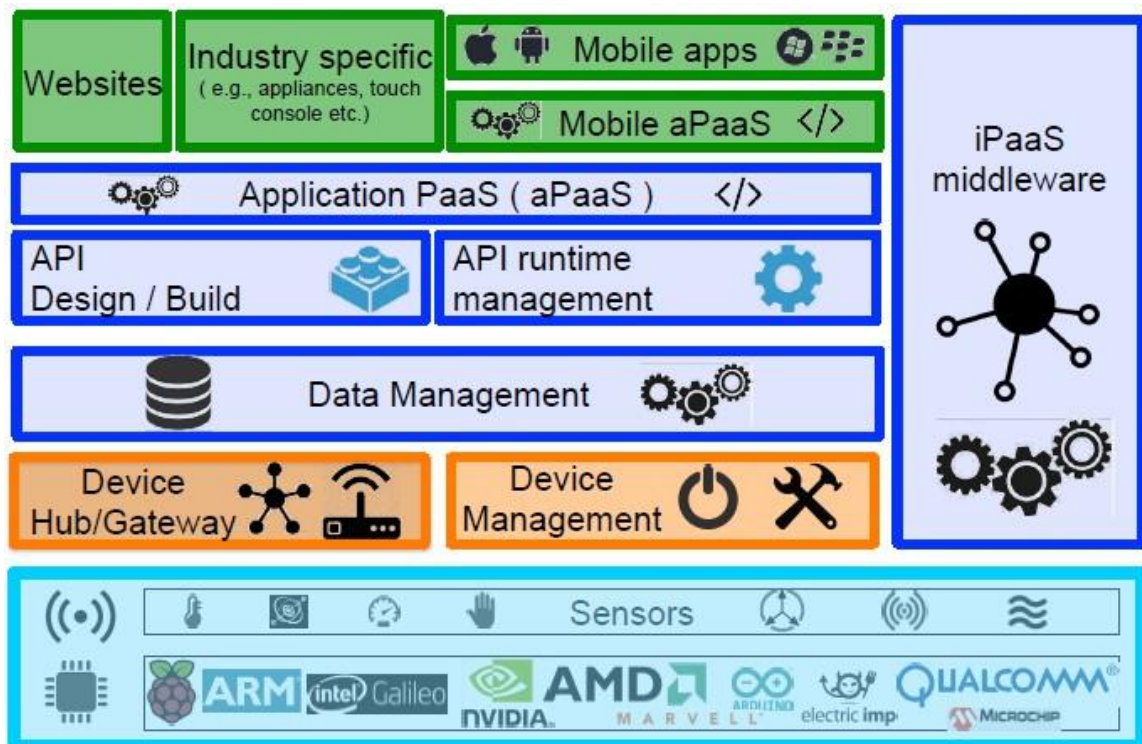 Websites
Industry specific
( e.g., appliances, touch
console etc.)
Mobile apps
Mobile aPaaS </>
iPaaS
middleware
Application PaaS ( aPaaS ) </>
API
Design / Build
API runtime
management
Data Management
Device
Hub/Gateway
Device
Management
Sensors
ARM
intel Galileo
NVIDIA.
AMD
MARVELL
ARDUINO
electric imp
QUALCOMM®
MICROCHIP